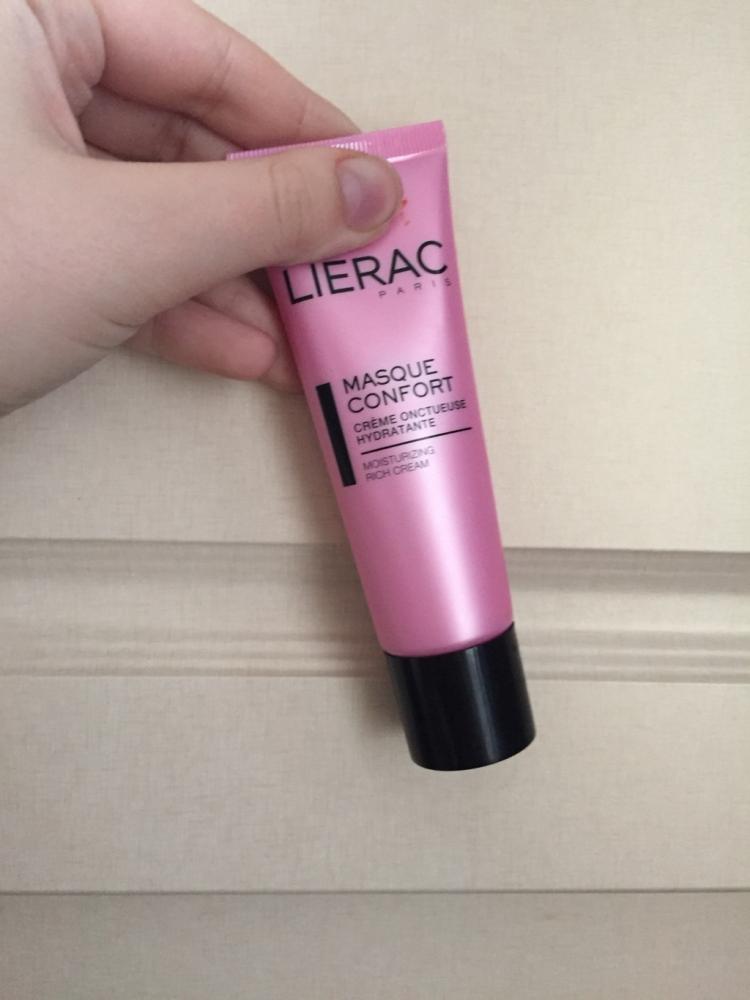 LIERAC
PARIS
MASQUE
CONFORT
CRÈME ONCTUEUSE
HYDRATANTE
MOISTURIZING
RICH CREAM